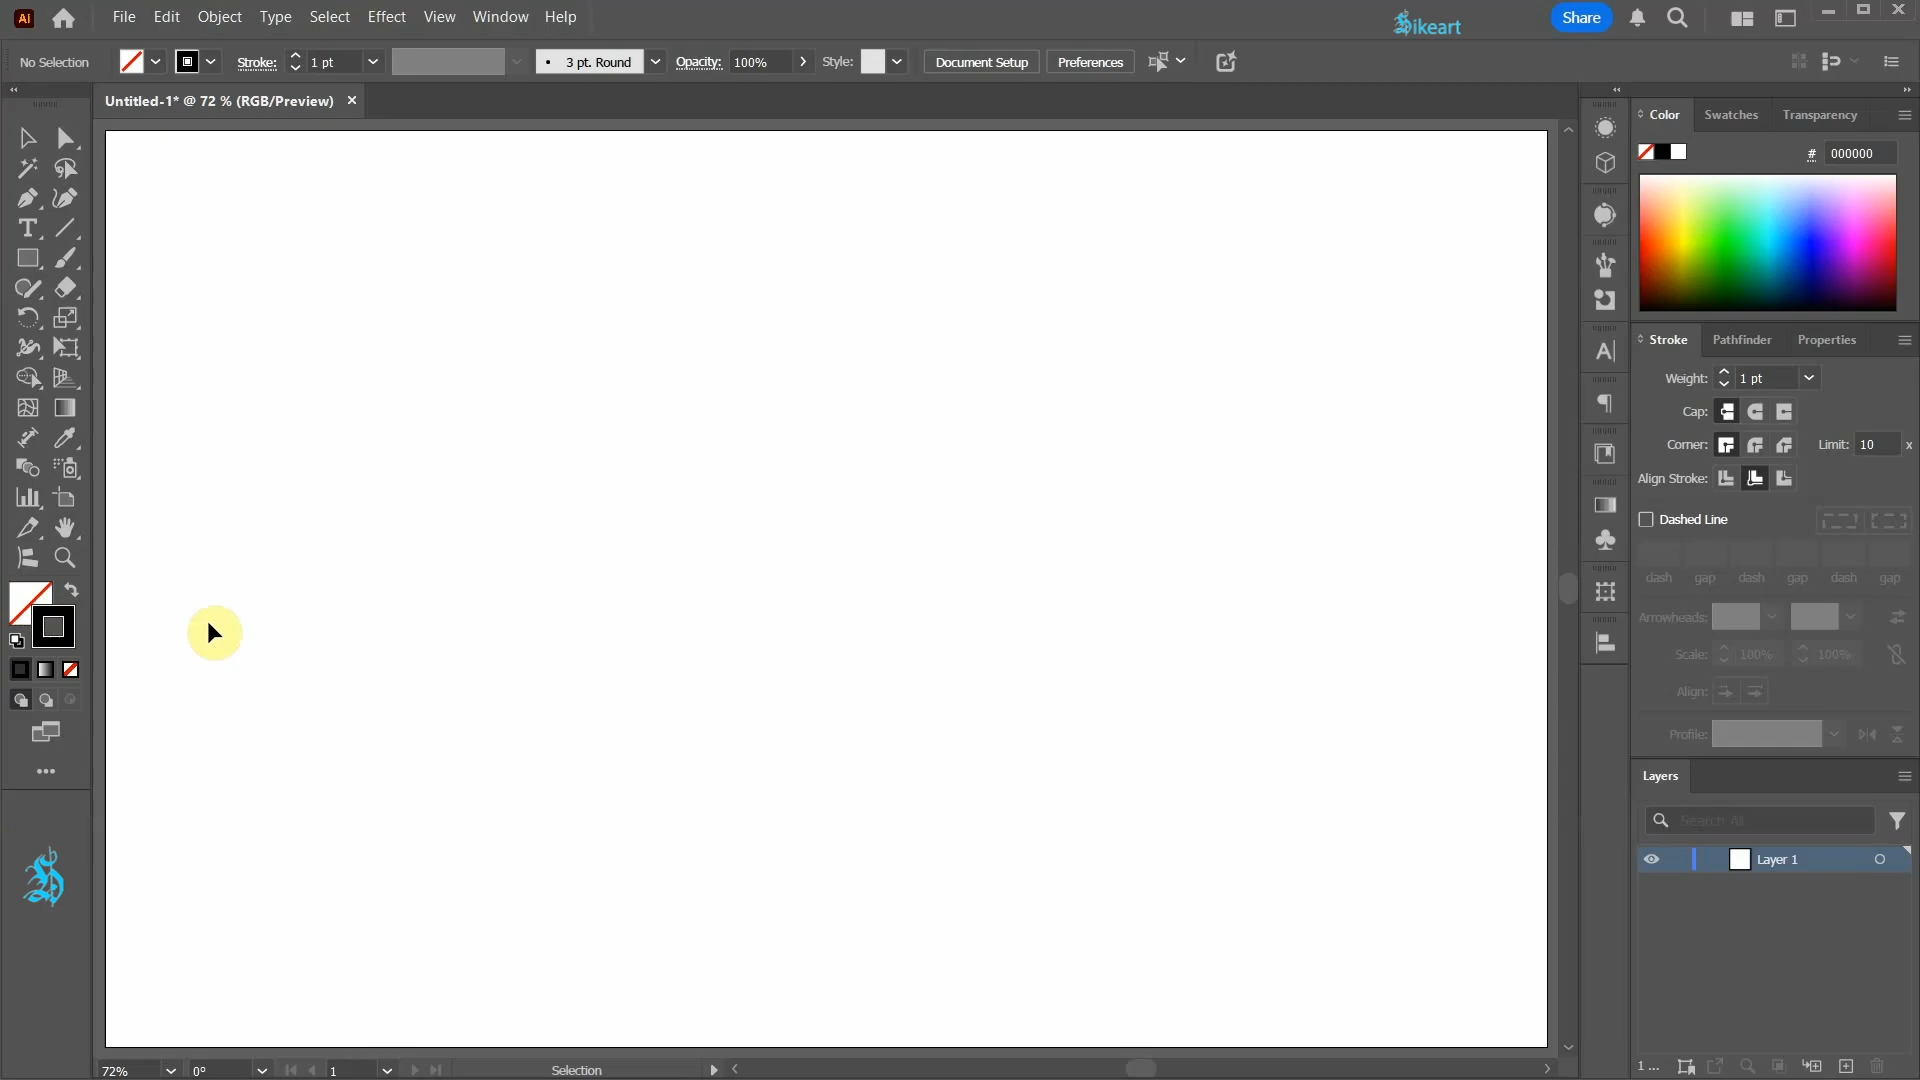 Ai File Edit Object Type Select Effect View Window Help Sikeart Share
No Selection Stroke: 1 pt 3 pt. Round Opacity: 100% Style: Document Setup Preferences
Untitled-1* @ 72 % (RGB/Preview)
Color Swatches Transparency
# 000000
Stroke Pathfinder Properties
Weight: 1 pt
Cap:
Corner: Limit: 10 x
Align Stroke:
Dashed Line
dash gap dash gap dash gap
Arrowheads:
Scale: 100% 100%
Align:
Profile:
Layers
Search All
Layer 1
1 ...
72% 0° 1 Selection